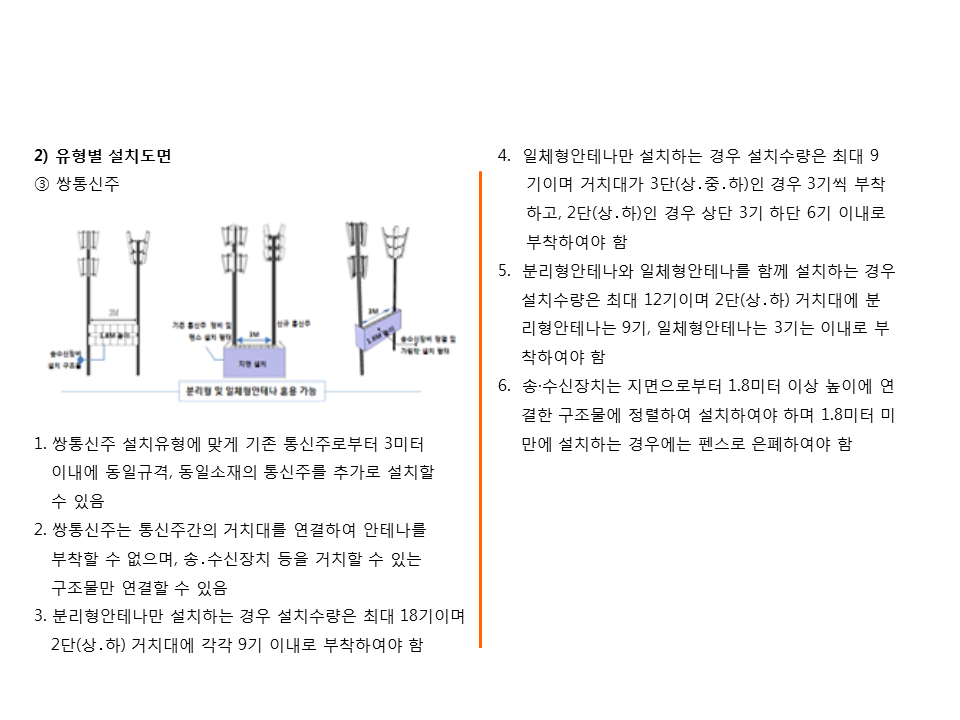 2) 유형별 설치도면
③ 쌍통신주
3M
1.8M 높이
송수신장비
설치 구조물
기존 통신주 정비 및
펜스 설치 형태
3M
신규 통신주
지면 설치
3M
1.8M 높이
송수신장비 정렬 및
가림막 설치 형태
분리형 및 일체형안테나 혼용 가능
1. 쌍통신주 설치유형에 맞게 기존 통신주로부터 3미터
이내에 동일규격, 동일소재의 통신주를 추가로 설치할
수 있음
2. 쌍통신주는 통신주간의 거치대를 연결하여 안테나를
부착할 수 없으며, 송.수신장치 등을 거치할 수 있는
구조물만 연결할 수 있음
3. 분리형안테나만 설치하는 경우 설치수량은 최대 18기이며
2단(상.하) 거치대에 각각 9기 이내로 부착하여야 함
4. 일체형안테나만 설치하는 경우 설치수량은 최대 9
기이며 거치대가 3단(상.중.하)인 경우 3기씩 부착
하고, 2단(상.하)인 경우 상단 3기 하단 6기 이내로
부착하여야 함
5. 분리형안테나와 일체형안테나를 함께 설치하는 경우
설치수량은 최대 12기이며 2단(상.하) 거치대에 분
리형안테나는 9기, 일체형안테나는 3기는 이내로 부
착하여야 함
6. 송·수신장치는 지면으로부터 1.8미터 이상 높이에 연
결한 구조물에 정렬하여 설치하여야 하며 1.8미터 미
만에 설치하는 경우에는 펜스로 은폐하여야 함